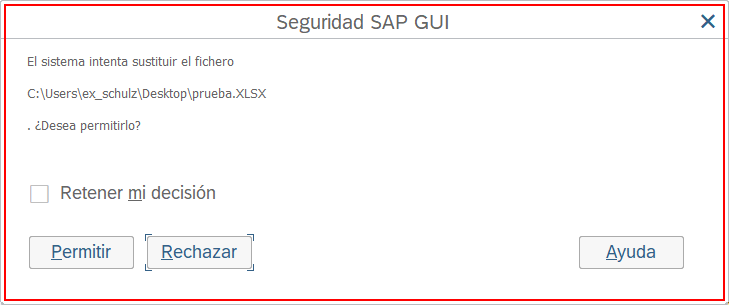 Seguridad SAP GUI
El sistema intenta sustituir el fichero
C:\Users\ex_schulz\Desktop\prueba.XLSX
. ¿Desea permitirlo?
Retener mi decisión
Permitir Rechazar Ayuda